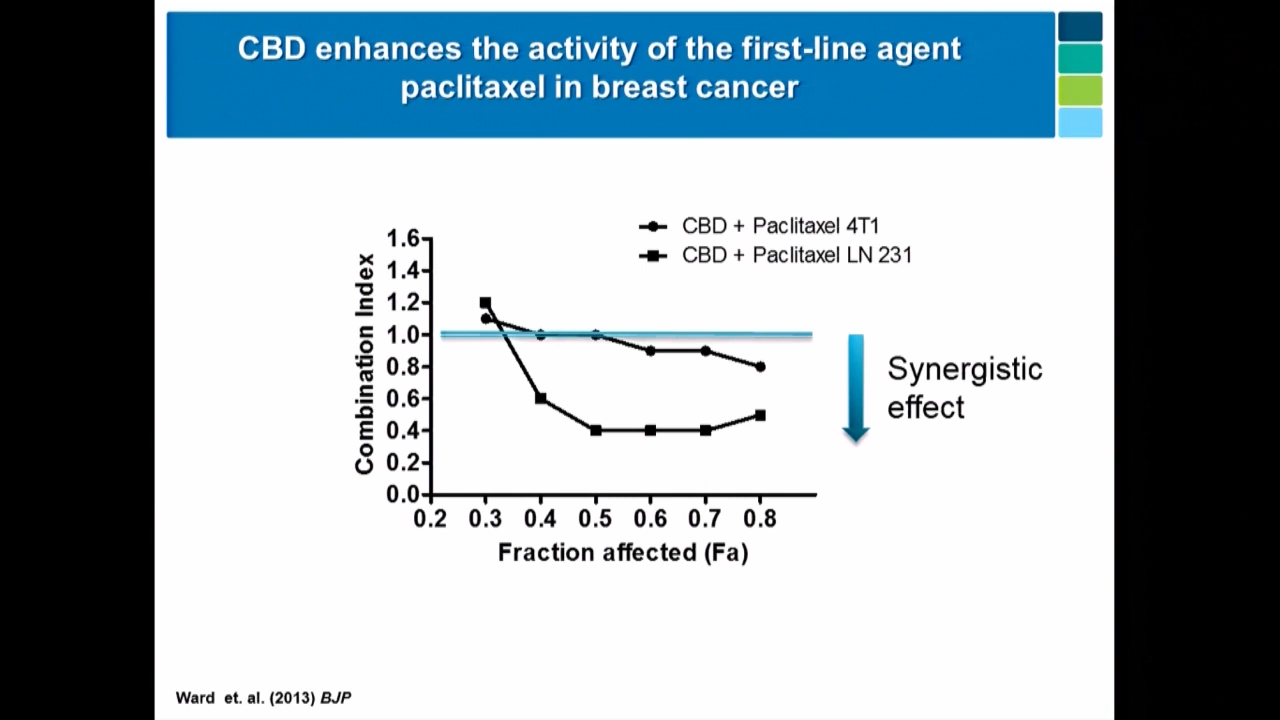 CBD enhances the activity of the first-line agent
paclitaxel in breast cancer
CBD + Paclitaxel 4T1
CBD + Paclitaxel LN 231
Combination Index
1.6
1.4
1.2
1.0
0.8
0.6
0.4
0.2
0.0
0.2 0.3 0.4 0.5 0.6 0.7 0.8
Fraction affected (Fa)
Synergistic
effect
Ward et. al. (2013) BJP